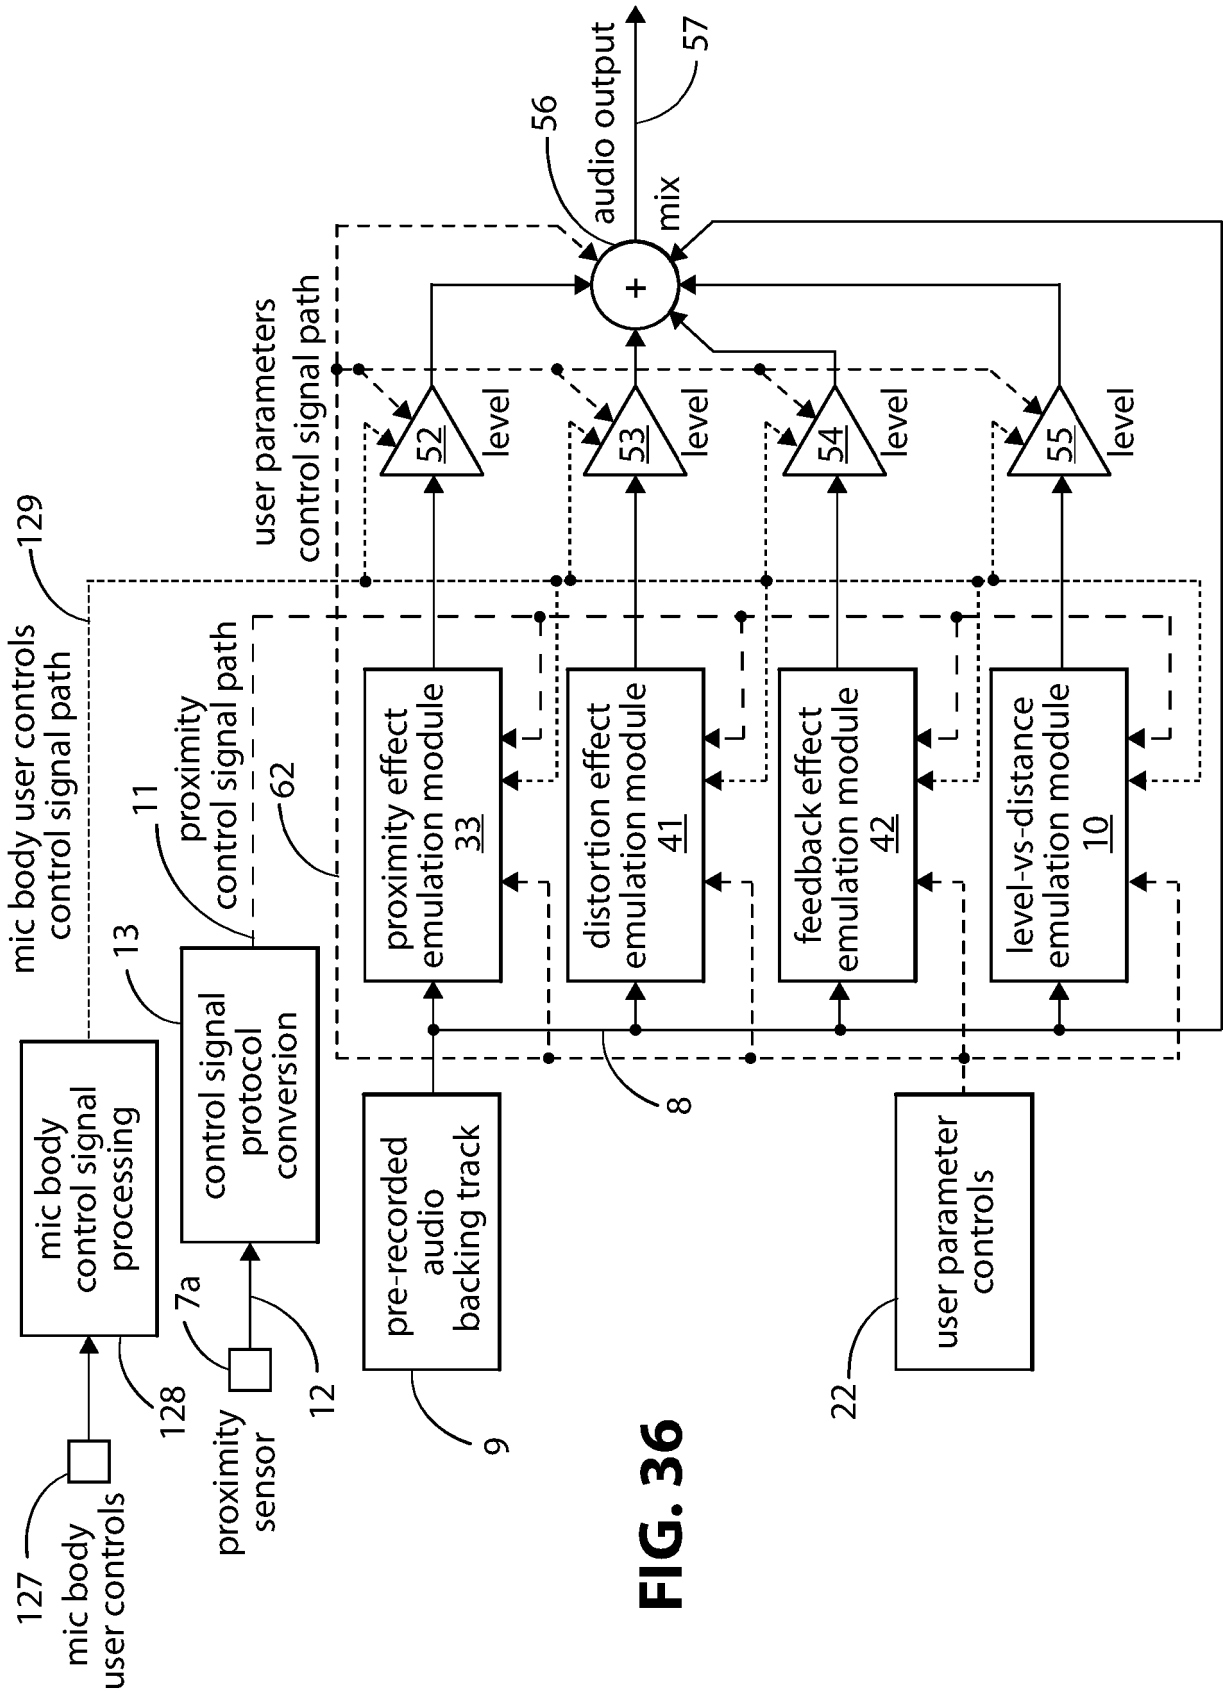 127
mic body
user controls
128
mic body
control signal
processing
mic body user controls
control signal path
129
proximity
sensor
7a
12
13
control signal
protocol
conversion
11
proximity
control signal path
62
user parameters
control signal path
9
pre-recorded
audio
backing track
8
22
user parameter
controls
proximity effect
emulation module
33
distortion effect
emulation module
41
feedback effect
emulation module
42
level-vs-distance
emulation module
10
52
level
53
level
54
level
55
level
+
mix
56
audio output
57
FIG. 36